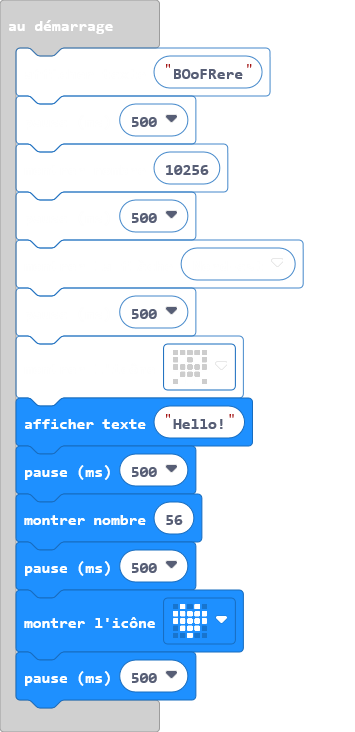 au démarrage
"BOoFRere"
500
10256
500
500
afficher texte "Hello!"
pause (ms) 500
montrer nombre 56
pause (ms) 500
montrer l'icône
pause (ms) 500